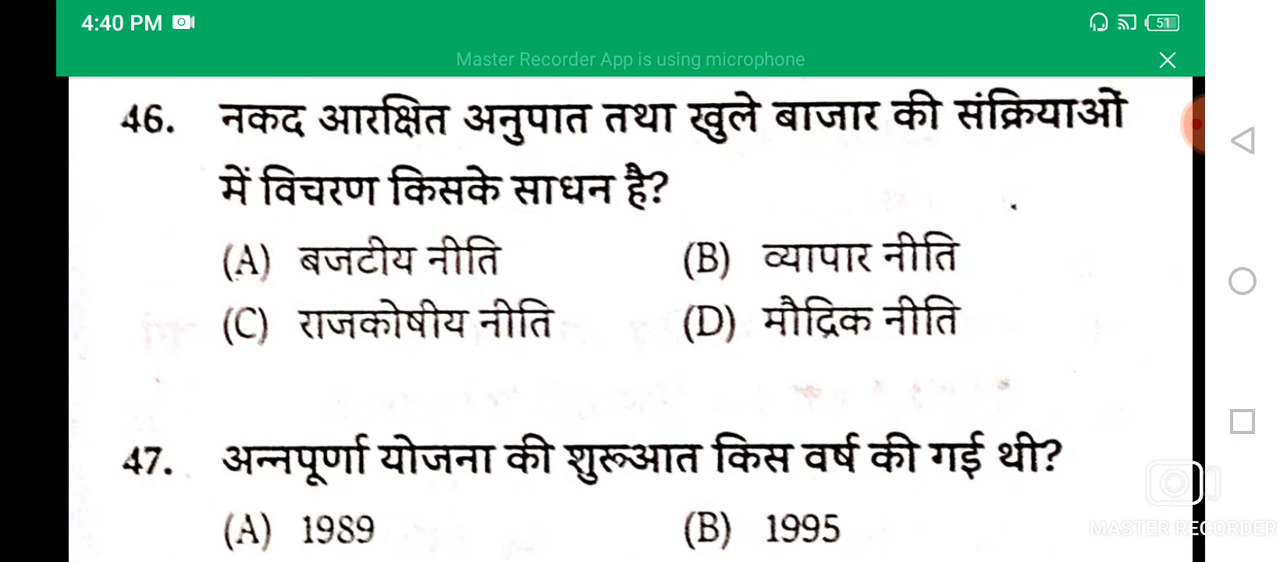 4:40 PM
51
Master Recorder App is using microphone
46. नकद आरक्षित अनुपात तथा खुले बाजार की संक्रियाओं
में विचरण किसके साधन है?
(A) बजटीय नीति (B) व्यापार नीति
(C) राजकोषीय नीति (D) मौद्रिक नीति
47. अन्नपूर्णा योजना की शुरूआत किस वर्ष की गई थी?
(A) 1989 (B) 1995
MASTER RECORDER